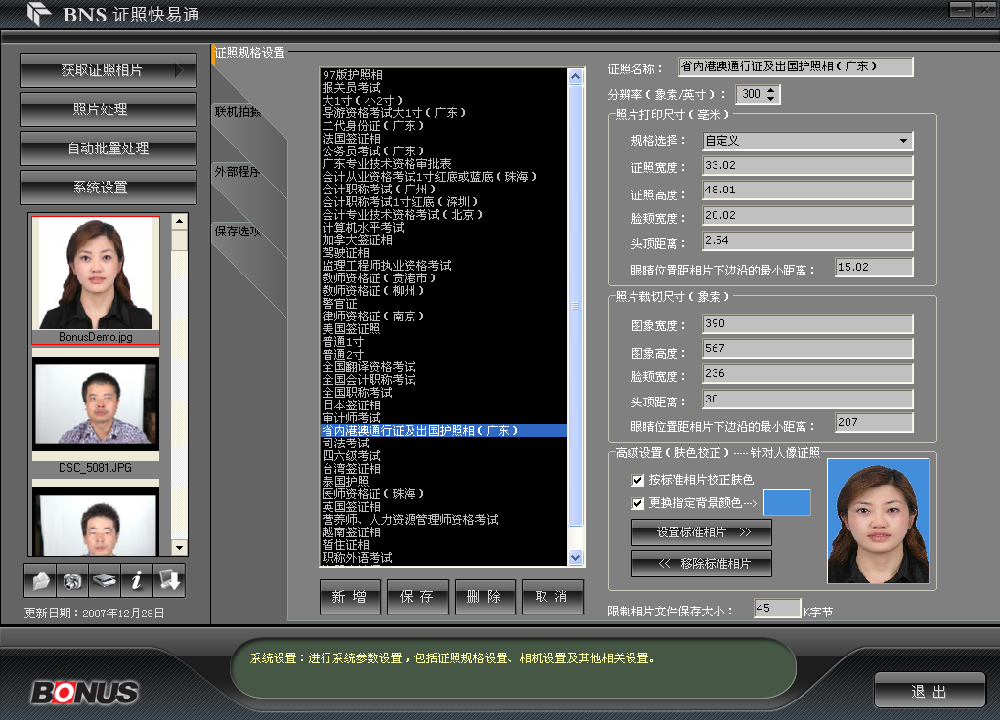 BNS 证照快易通
获取证照相片
照片处理
自动批量处理
系统设置
BonusDemo.jpg
DSC_5081.JPG
更新日期：2007年12月28日
证照规格设置
联机拍摄
外部程序
保存选项
97版护照相
报关员考试
大1寸（小2寸）
导游资格考试大1寸（广东）
二代身份证（广东）
法国签证相
公务员考试（广东）
广东专业技术资格审批表
会计从业资格考试1寸红底或蓝底（珠海）
会计职称考试（广州）
会计职称考试1寸红底（深圳）
会计专业技术资格考试（北京）
计算机水平考试
加拿大签证相
驾驶证相
监理工程师执业资格考试
教师资格证（贵港市）
教师资格证（柳州）
警官证
律师资格证（南京）
美国签证照
普通1寸
普通2寸
全国翻译资格考试
全国会计职称考试
全国职称考试
日本签证相
审计师考试
省内港澳通行证及出国护照相（广东）
司法考试
四六级考试
台湾签证相
泰国护照
医师资格证（珠海）
英国签证相
营养师、人力资源管理师资格考试
越南签证相
暂住证相
职称外语考试
新 增
保 存
删 除
取 消
证照名称： 省内港澳通行证及出国护照相（广东）
分辨率（象素/英寸）： 300
照片打印尺寸（毫米）
规格选择： 自定义
证照宽度： 33.02
证照高度： 48.01
脸颊宽度： 20.02
头顶距离： 2.54
眼睛位置距相片下边沿的最小距离： 15.02
照片裁切尺寸（象素）
图象宽度： 390
图象高度： 567
脸颊宽度： 236
头顶距离： 30
眼睛位置距相片下边沿的最小距离： 207
高级设置（肤色校正）-----针对人像证照
按标准相片校正肤色
更换指定背景颜色--->
设置标准相片 >>
<< 移除标准相片
限制相片文件保存大小： 45 K字节
系统设置：进行系统参数设置，包括证照规格设置、相机设置及其他相关设置。
BONUS
退 出